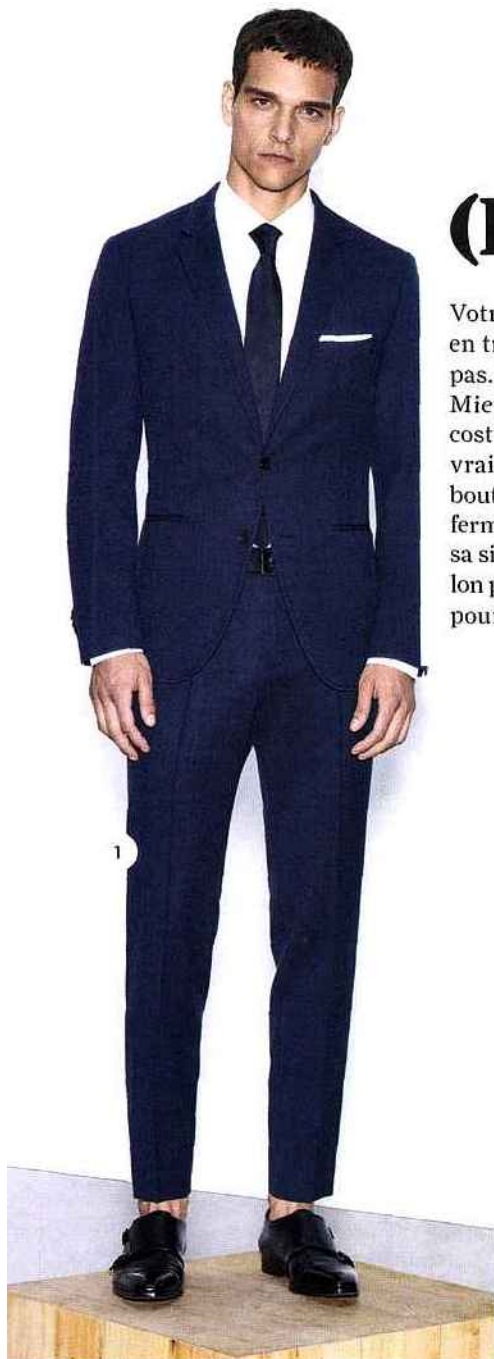 (I
Votr
en tr
pas.
Mie
cost
vrai
bout
ferm
sa si
lon p
pour
1